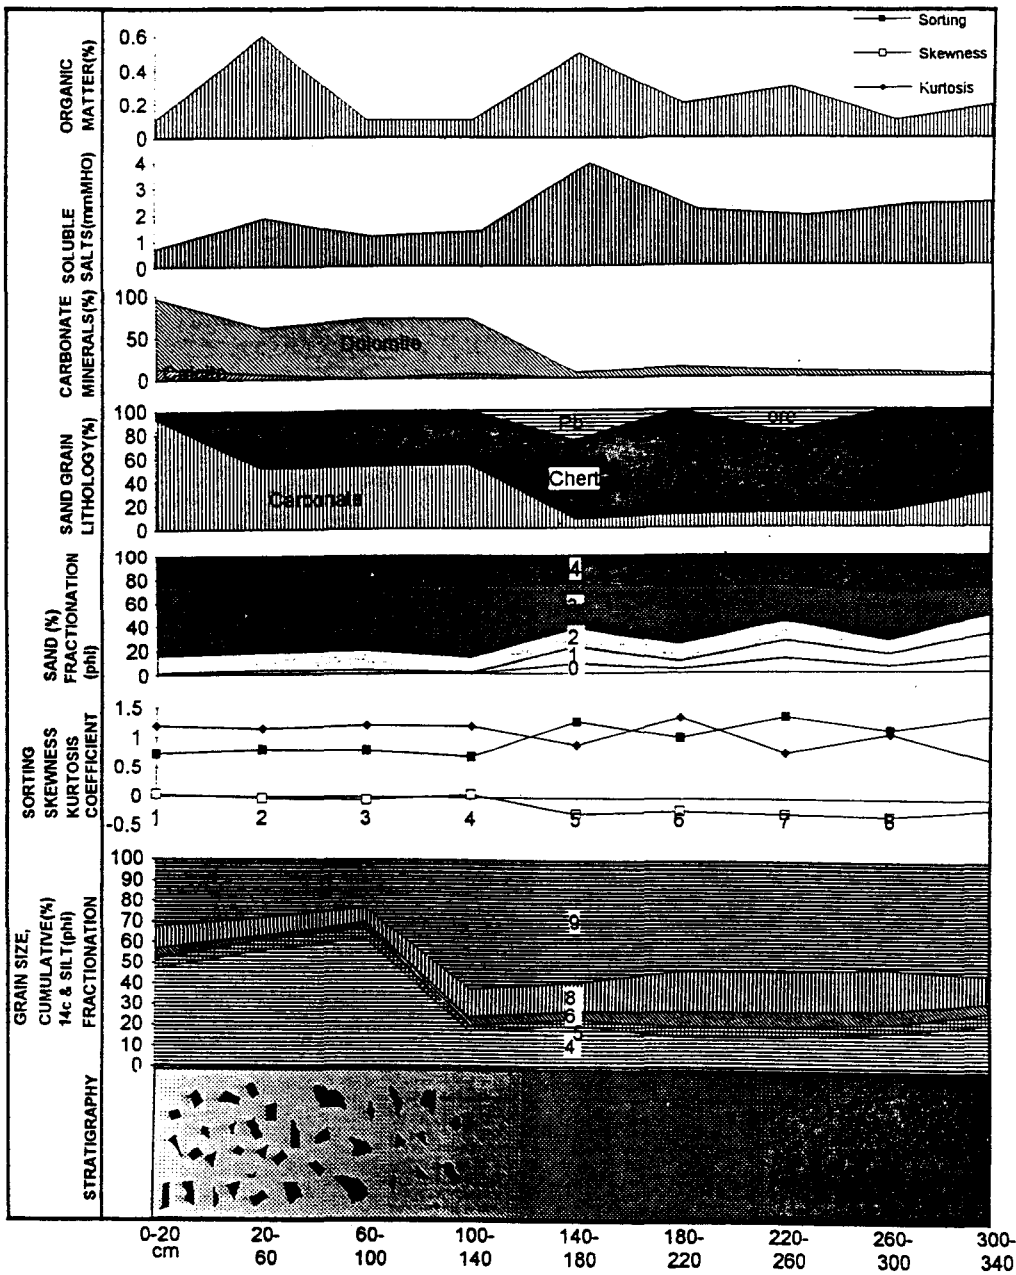 Sorting
Skewness
Kurtosis
ORGANIC
MATTER(%)
0.6
0.4
0.2
0
SOLUBLE
SALTS(mmMHO)
4
3
2
1
0
CARBONATE
MINERALS(%)
100
50
0
Dolomite
Calcite
SAND GRAIN
LITHOLOGY(%)
100
80
60
40
20
0
Pb
ore
Chert
Carbonate
SAND (%)
FRACTIONATION
(phi)
100
80
60
40
20
0
4
3
2
1
0
SORTING
SKEWNESS
KURTOSIS
COEFFICIENT
1.5
1
0.5
0
-0.5
1 2 3 4 5 6 7 8
GRAIN SIZE,
CUMULATIVE(%)
14c & SILT(phi)
FRACTIONATION
100
90
80
70
60
50
40
30
20
10
0
9
8
6
5
4
STRATIGRAPHY
0-20 20- 60- 100- 140- 180- 220- 260- 300-
cm 60 100 140 180 220 260 300 340